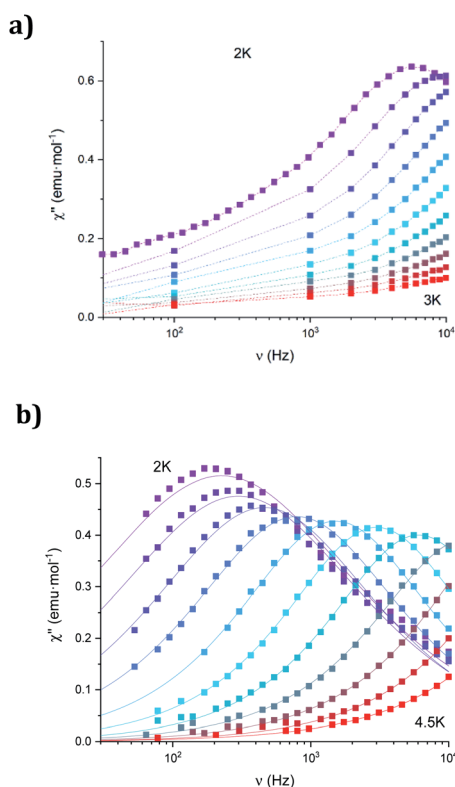 a)
2K
0.6
0.4
0.2
0.0
χ'' (emu·mol⁻¹)
3K
10² 10³ 10⁴
ν (Hz)
b)
2K
0.5
0.4
0.3
0.2
0.1
0.0
χ'' (emu·mol⁻¹)
4.5K
10² 10³ 10⁴
ν (Hz)